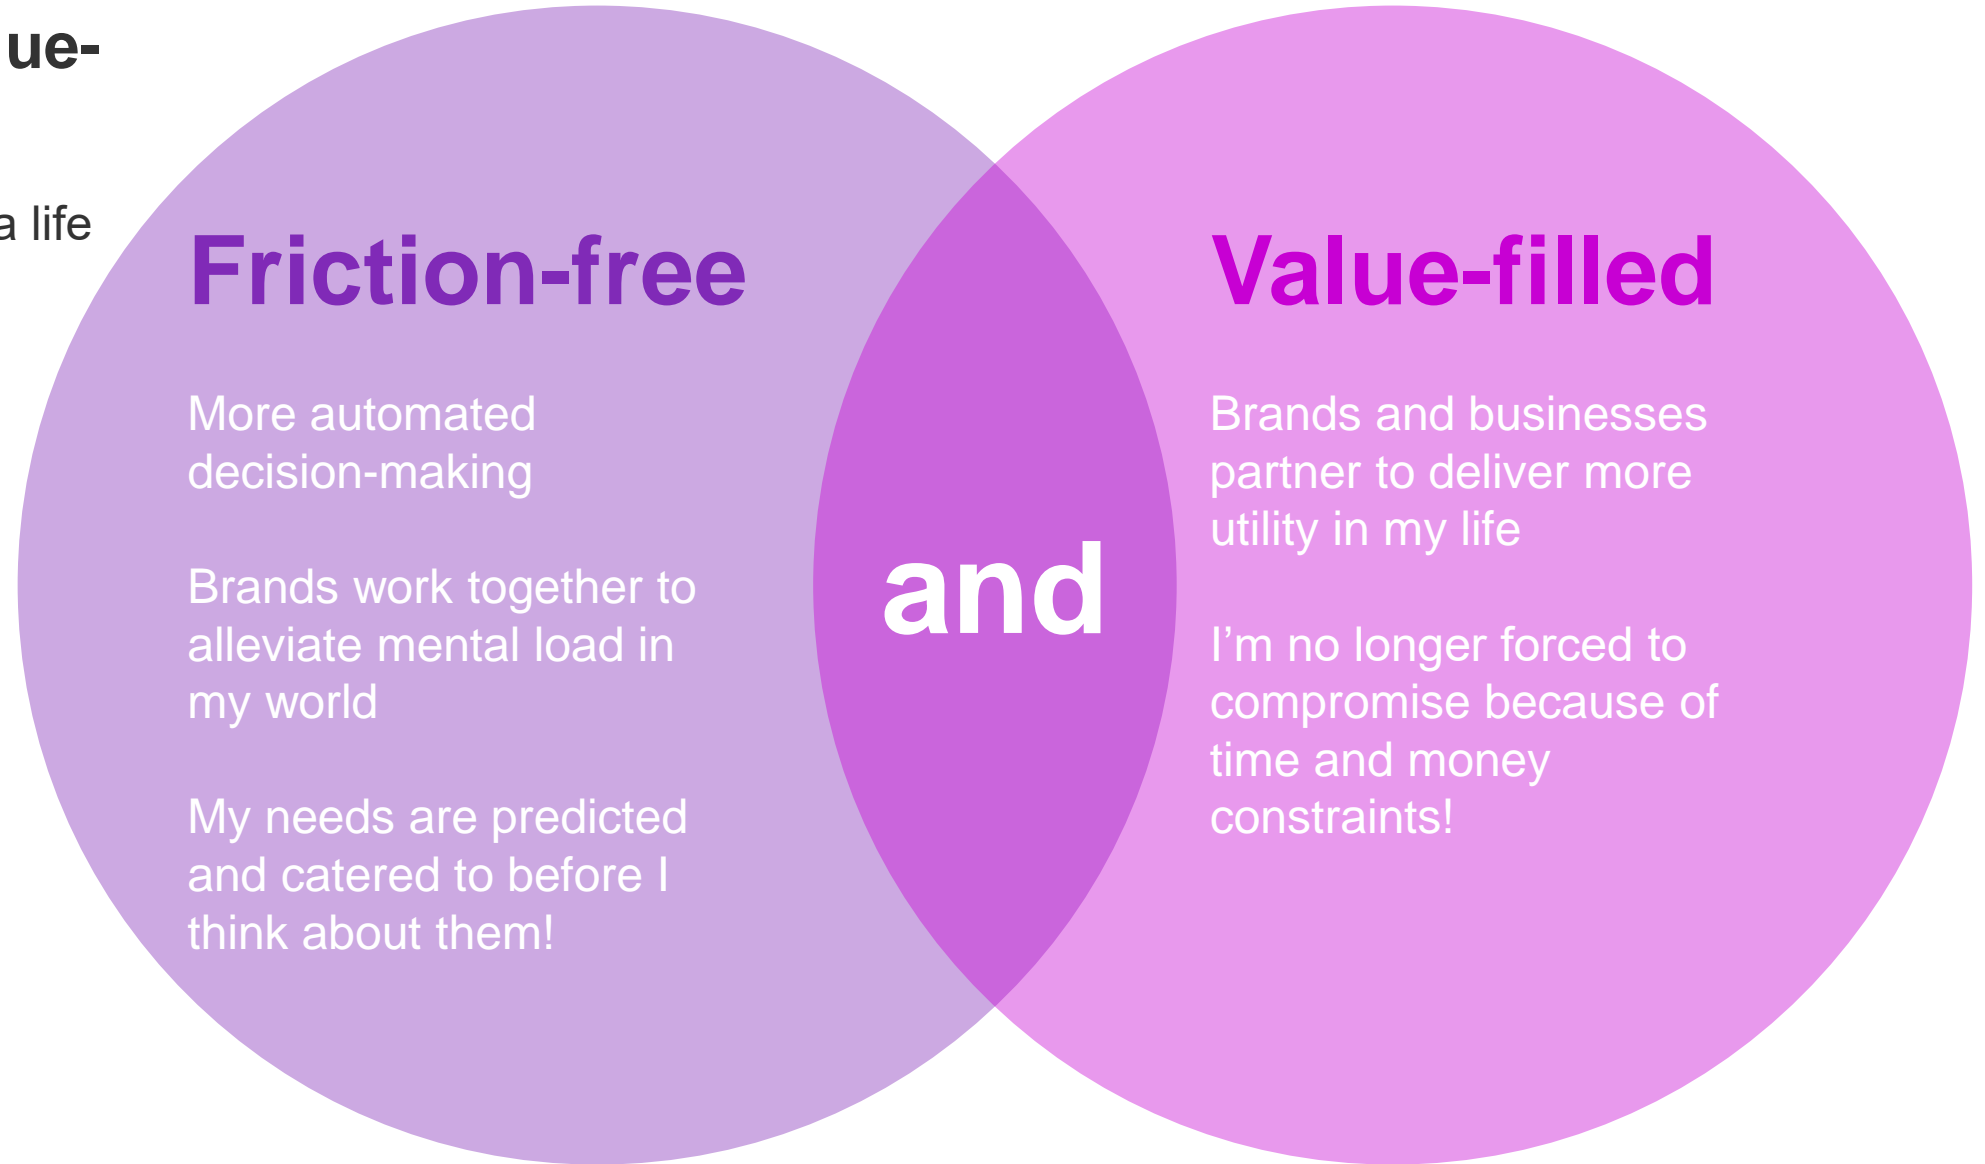 ue-
a life
Friction-free
More automated
decision-making
Brands work together to
alleviate mental load in
my world
My needs are predicted
and catered to before I
think about them!
and
Value-filled
Brands and businesses
partner to deliver more
utility in my life
I’m no longer forced to
compromise because of
time and money
constraints!